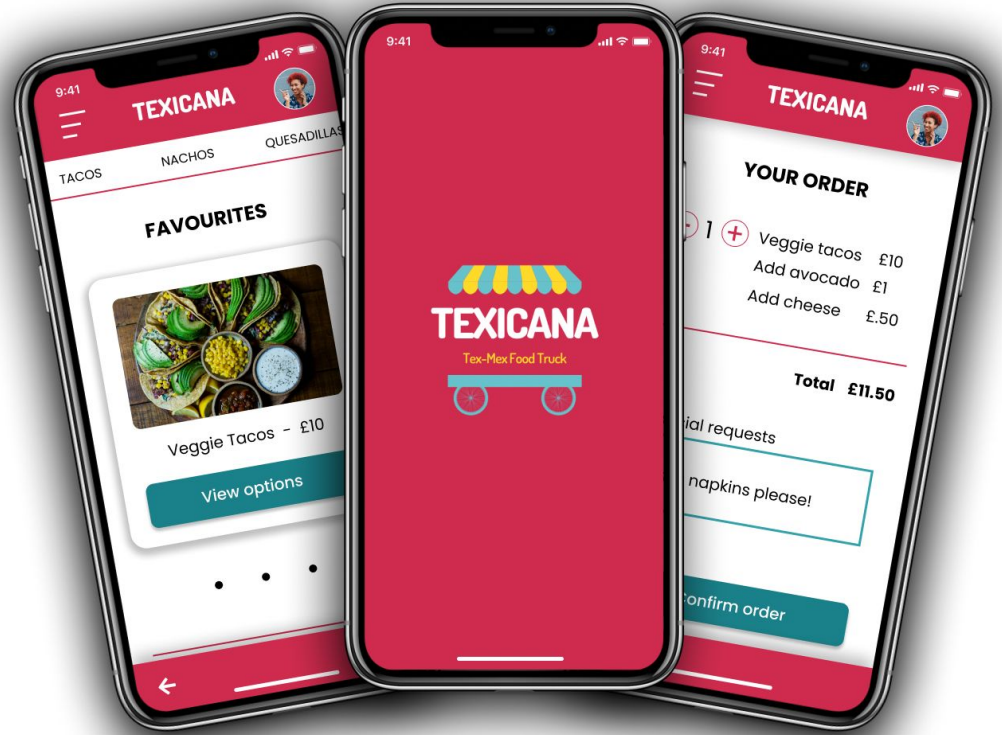 9:41
TEXICANA
TACOS NACHOS QUESADILLAS
FAVOURITES
Veggie Tacos - £10
View options
9:41
TEXICANA
Tex-Mex Food Truck
9:41
TEXICANA
YOUR ORDER
1 + Veggie tacos £10
Add avocado £1
Add cheese £.50
Total £11.50
requests
napkins please!
order